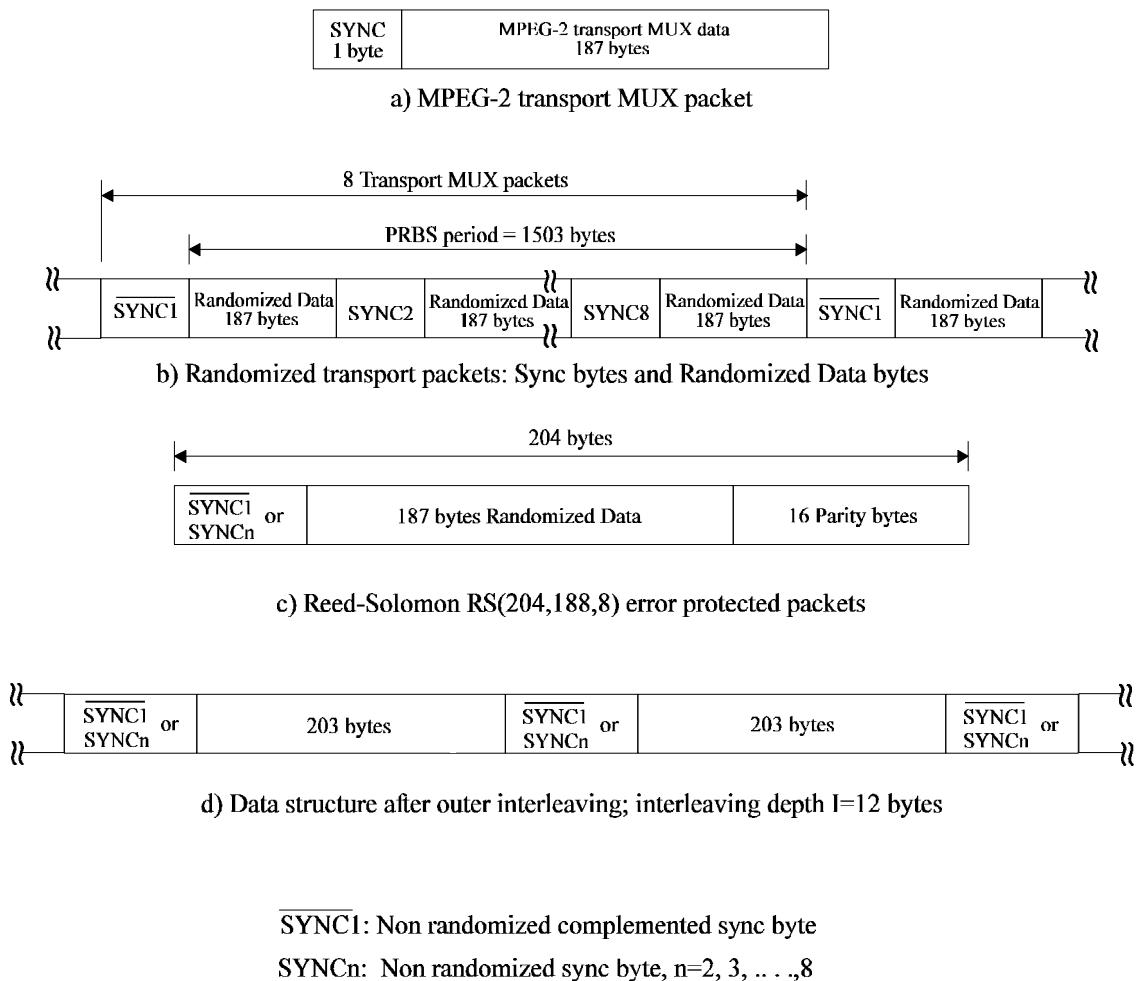 SYNC
1 byte
MPEG-2 transport MUX data
187 bytes
a) MPEG-2 transport MUX packet
8 Transport MUX packets
PRBS period = 1503 bytes
SYNC1
Randomized Data
187 bytes
SYNC2
Randomized Data
187 bytes
SYNC8
Randomized Data
187 bytes
SYNC1
Randomized Data
187 bytes
b) Randomized transport packets: Sync bytes and Randomized Data bytes
204 bytes
SYNC1 or
SYNCn
187 bytes Randomized Data
16 Parity bytes
c) Reed-Solomon RS(204,188,8) error protected packets
SYNC1 or
SYNCn
203 bytes
SYNC1 or
SYNCn
203 bytes
SYNC1 or
SYNCn
d) Data structure after outer interleaving; interleaving depth I=12 bytes
SYNC1: Non randomized complemented sync byte
SYNCn: Non randomized sync byte, n=2, 3, .. . .,8